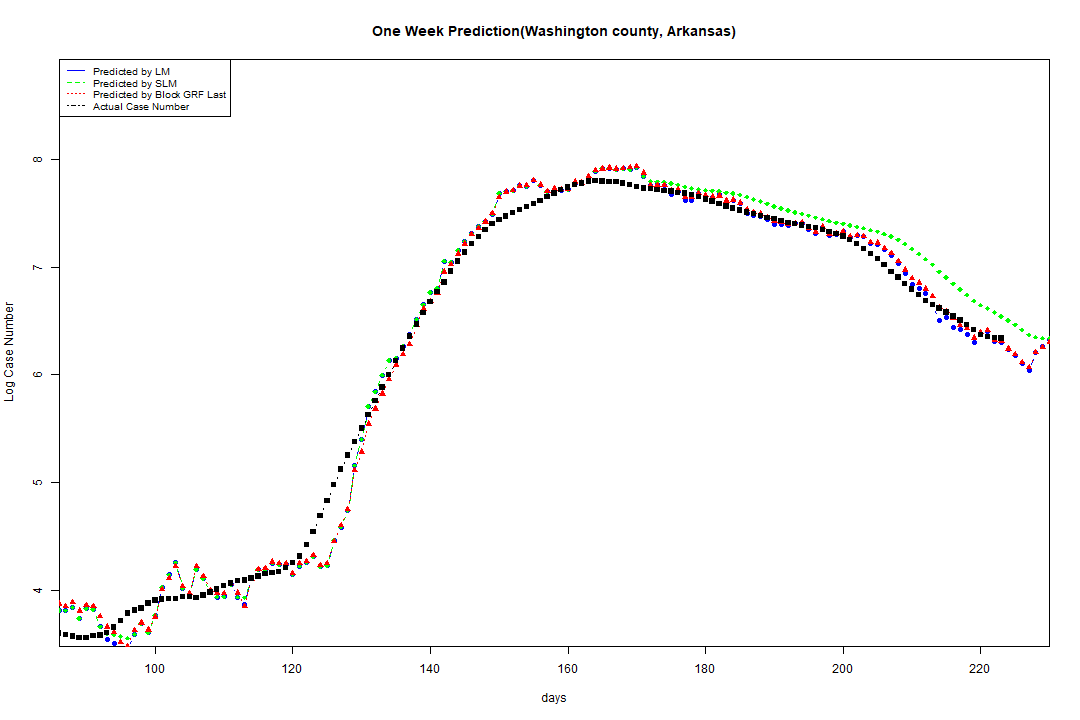 One Week Prediction(Washington county, Arkansas)
Predicted by LM
Predicted by SLM
Predicted by Block GRF Last
Actual Case Number
8
7
6
5
4
Log Case Number
100 120 140 160 180 200 220
days